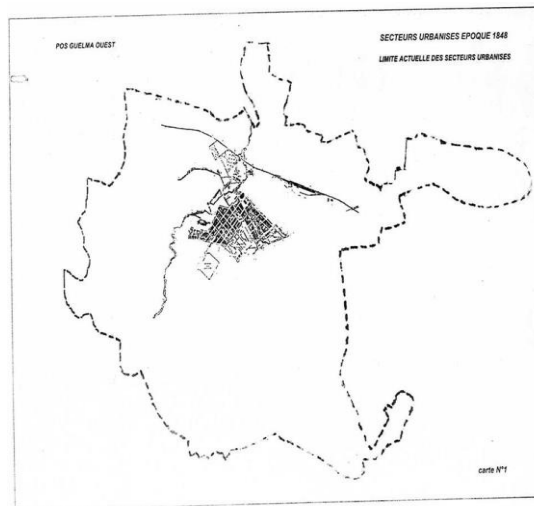 POS GUELMA OUEST
SECTEURS URBANISES EPOQUE 1848
LIMITE ACTUELLE DES SECTEURS URBANISES
carte N°1